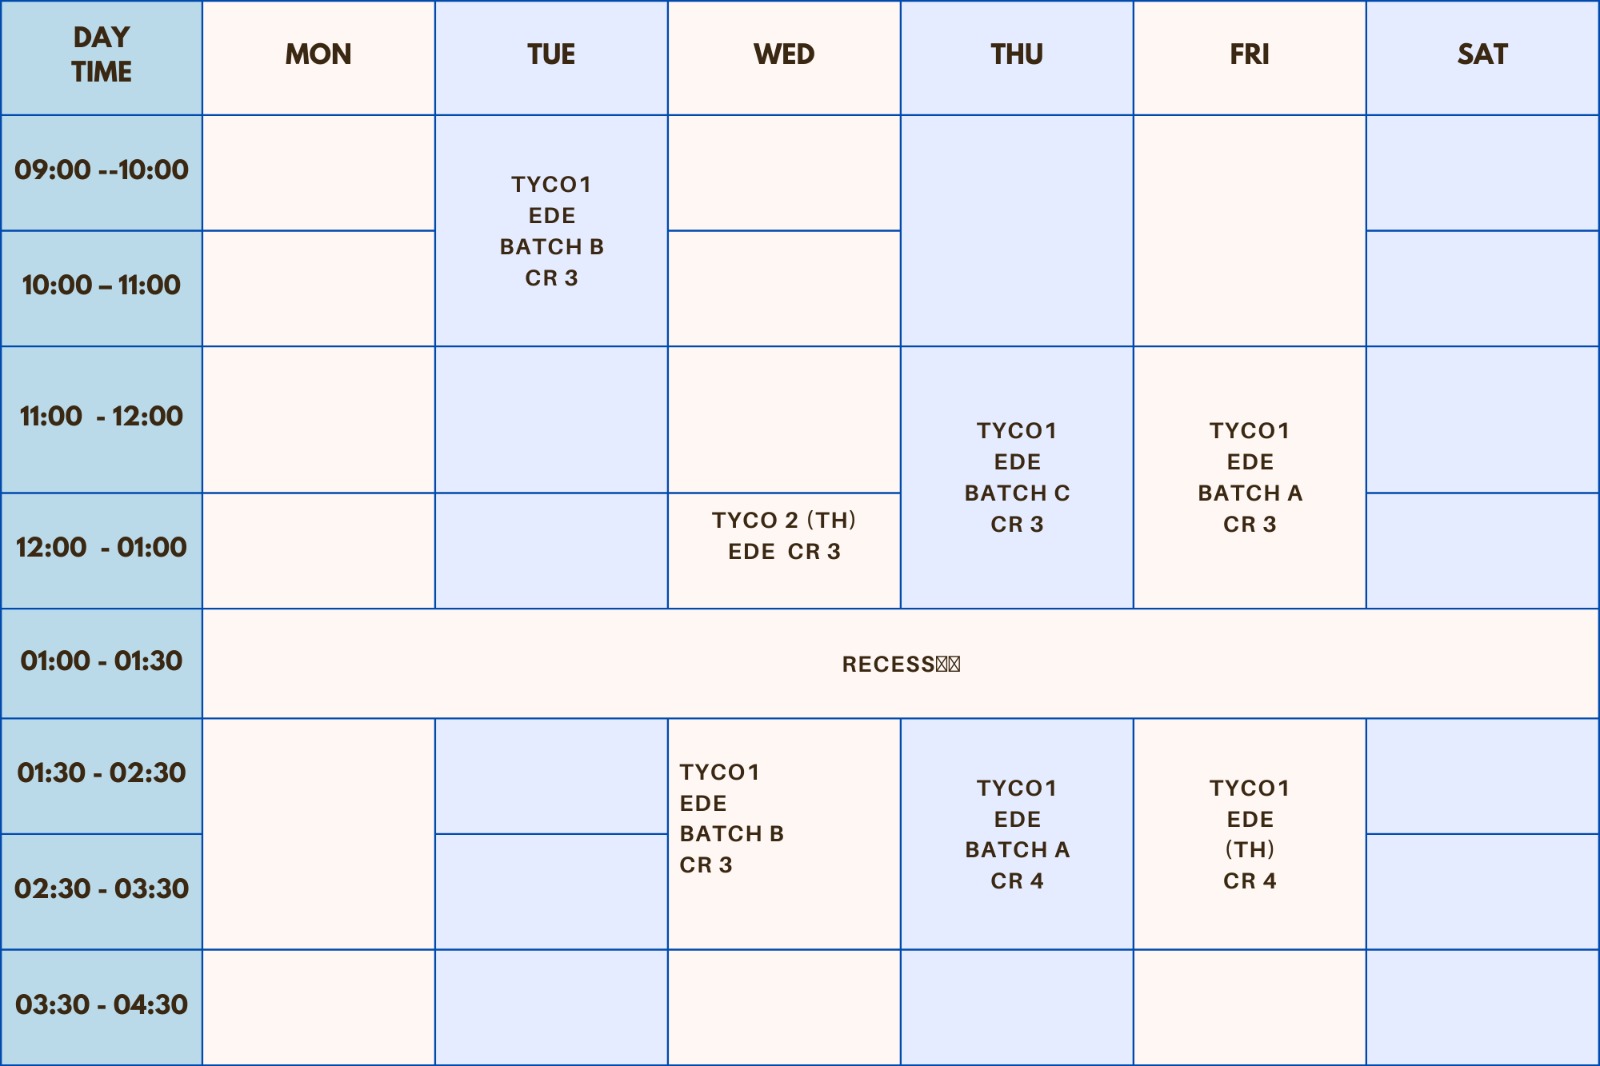 DAY
TIME
MON
TUE
WED
THU
FRI
SAT
09:00 --10:00
TYCO1
EDE
BATCH B
CR 3
10:00 – 11:00
11:00  - 12:00
TYCO1
EDE
BATCH C
CR 3
TYCO1
EDE
BATCH A
CR 3
12:00  - 01:00
TYCO 2 (TH)
EDE  CR 3
01:00 - 01:30
RECESS
01:30 - 02:30
TYCO1
EDE
BATCH B
CR 3
TYCO1
EDE
BATCH A
CR 4
TYCO1
EDE
(TH)
CR 4
02:30 - 03:30
03:30 - 04:30